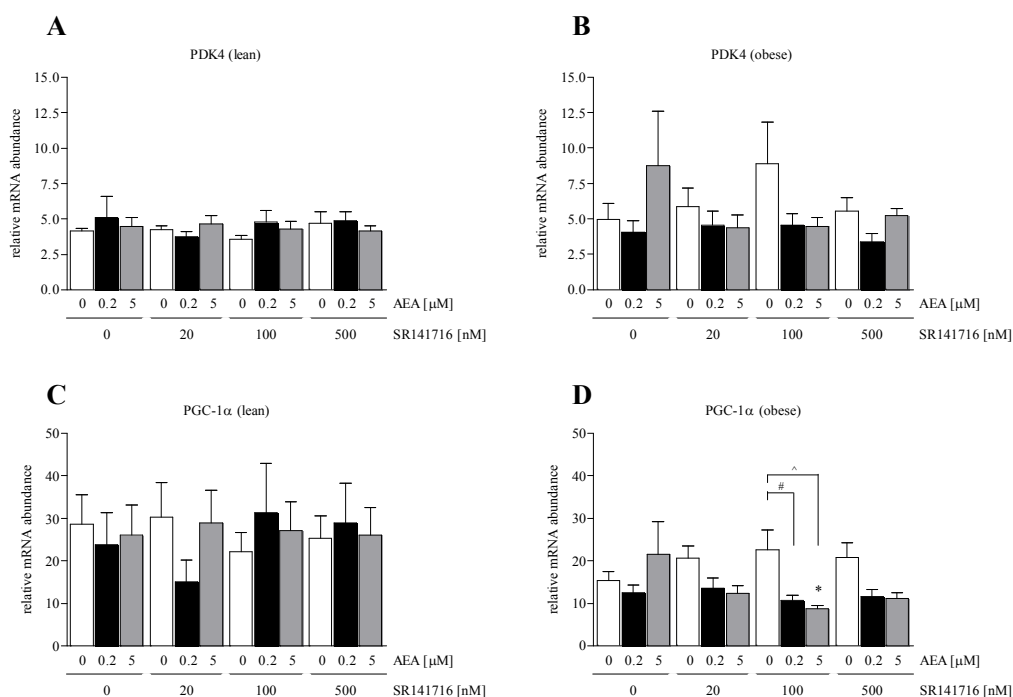 A
PDK4 (lean)
relative mRNA abundance
15.0
12.5
10.0
7.5
5.0
2.5
0.0
0 0.2 5 0 0.2 5 0 0.2 5 0 0.2 5 AEA [μM]
0 20 100 500 SR141716 [nM]
B
PDK4 (obese)
relative mRNA abundance
15.0
12.5
10.0
7.5
5.0
2.5
0.0
0 0.2 5 0 0.2 5 0 0.2 5 0 0.2 5 AEA [μM]
0 20 100 500 SR141716 [nM]
C
PGC-1α (lean)
relative mRNA abundance
50
40
30
20
10
0
0 0.2 5 0 0.2 5 0 0.2 5 0 0.2 5 AEA [μM]
0 20 100 500 SR141716 [nM]
D
PGC-1α (obese)
relative mRNA abundance
50
40
30
20
10
0
^
#
*
0 0.2 5 0 0.2 5 0 0.2 5 0 0.2 5 AEA [μM]
0 20 100 500 SR141716 [nM]